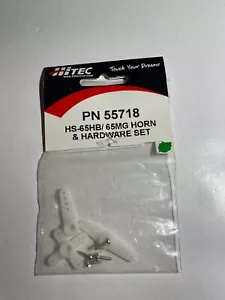 HITEC
Touch Your Dreams
PN 55718
HS-65HB/ 65MG HORN
& HARDWARE SET